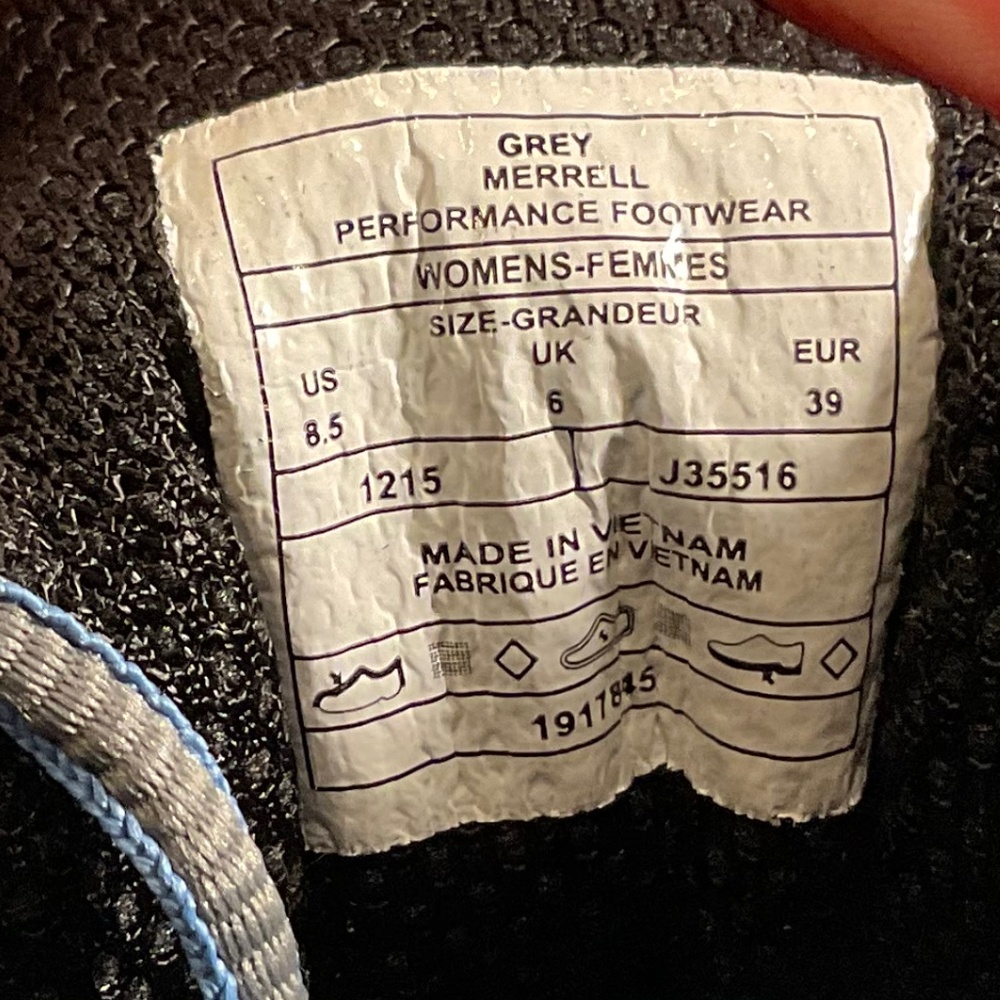 GREY
MERRELL
PERFORMANCE FOOTWEAR
WOMENS-FEMMES
SIZE-GRANDEUR
US UK EUR
8.5 6 39
1215 J35516
MADE IN VIETNAM
FABRIQUE EN VIETNAM
1917845